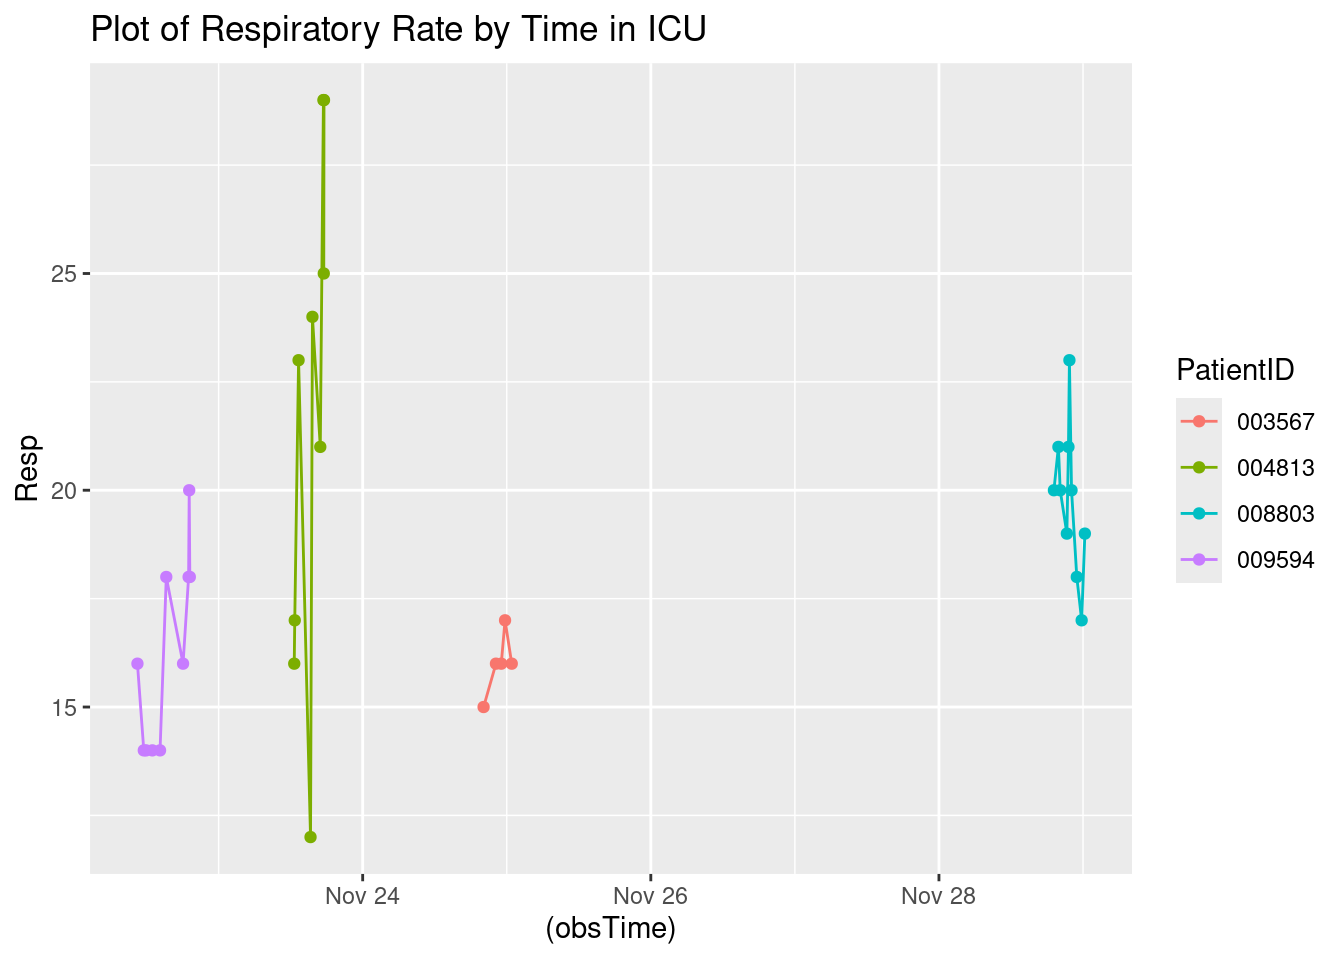 Plot of Respiratory Rate by Time in ICU
Resp
25
20
15
Nov 24
Nov 26
Nov 28
(obsTime)
PatientID
003567
004813
008803
009594